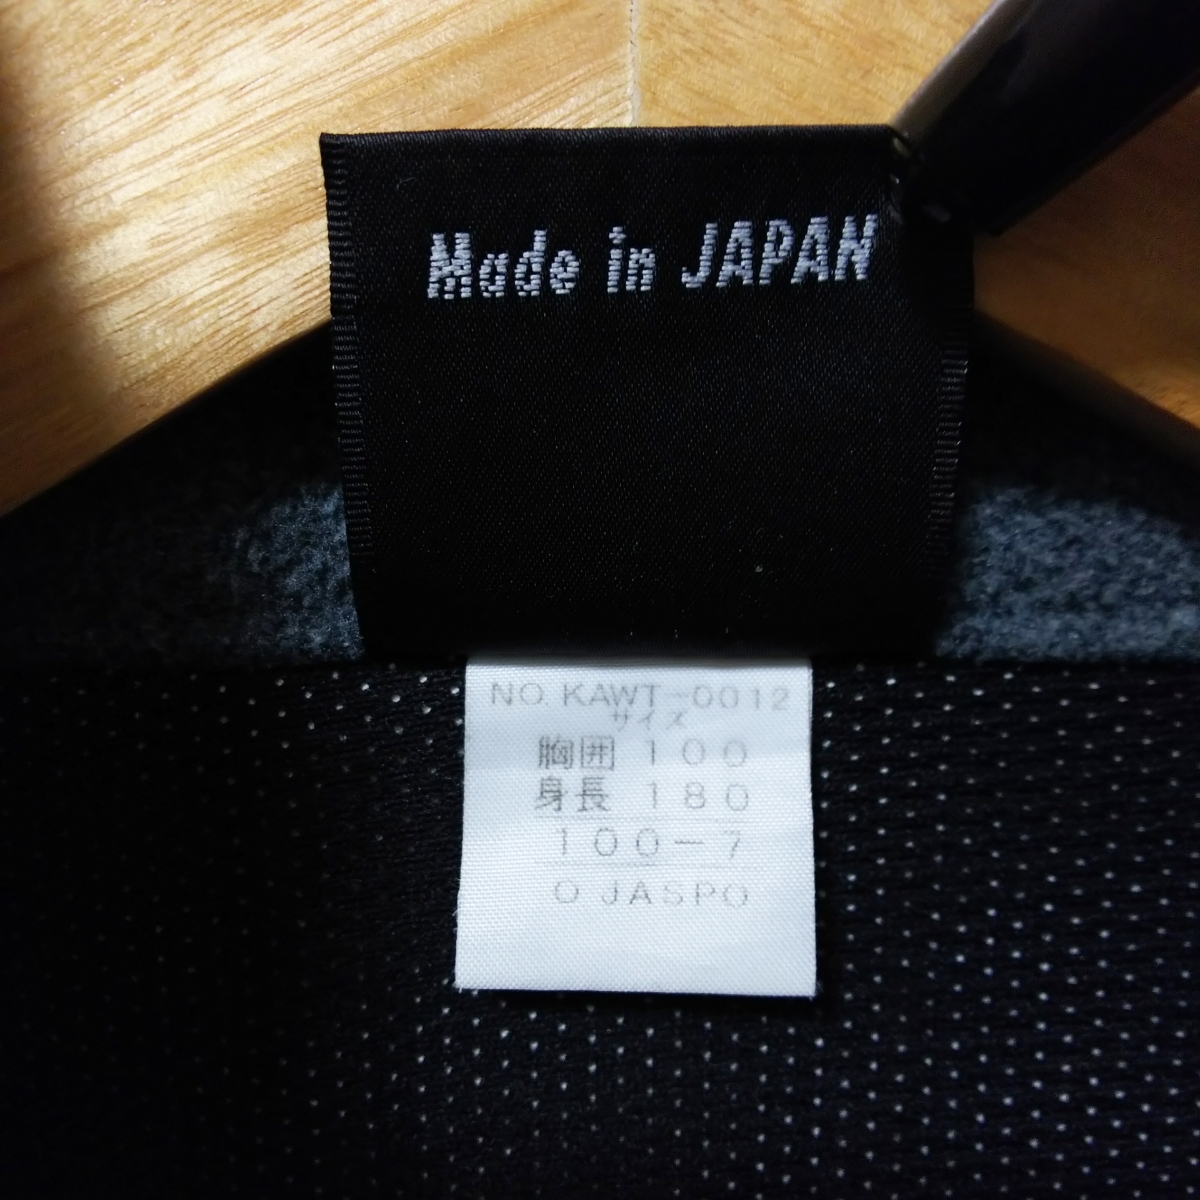 Made in JAPAN
NO. KAWT-0012
サイズ
胸囲 100
身長 180
100-7
O JASPO